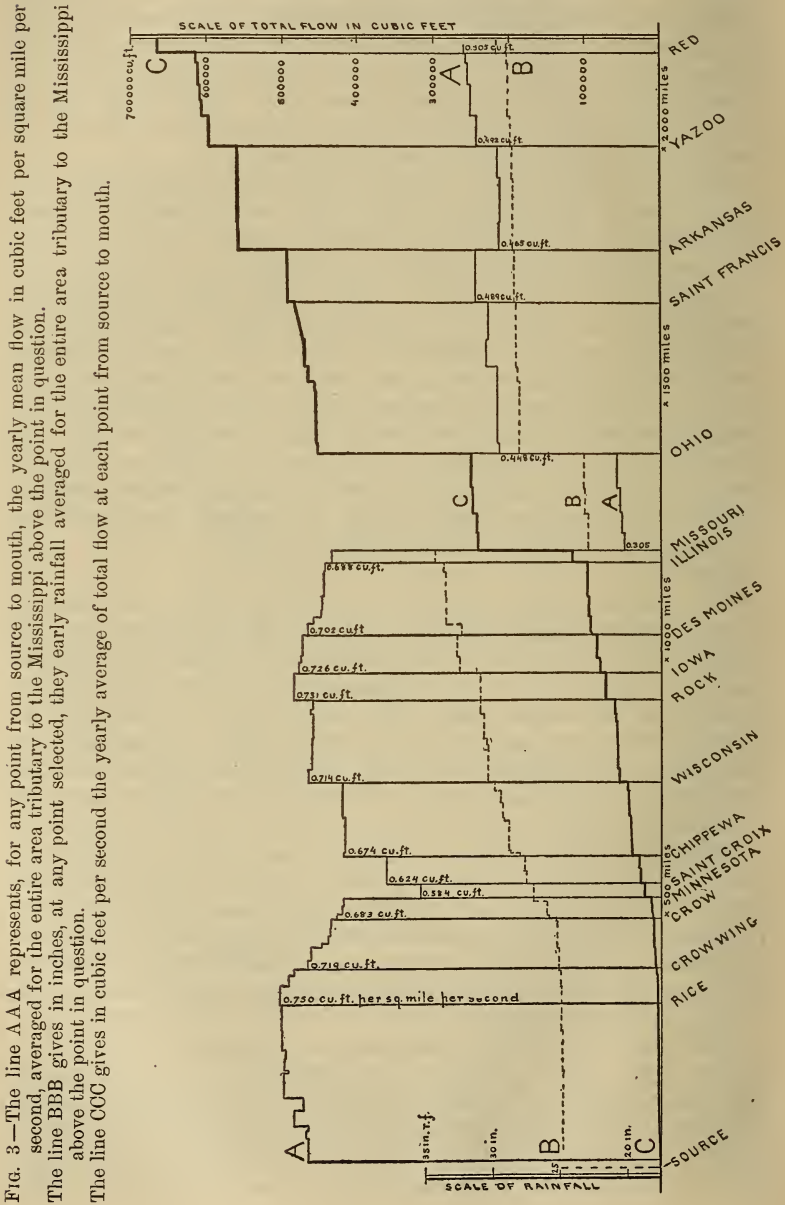 FIG. 3—The line AAA represents, for any point from source to mouth, the yearly mean flow in cubic feet per square mile per
second, averaged for the entire area tributary to the Mississippi above the point in question.
The line BBB gives in inches, at any point selected, they early rainfall averaged for the entire area tributary to the Mississippi
above the point in question.
The line CCC gives in cubic feet per second the yearly average of total flow at each point from source to mouth.
SCALE OF TOTAL FLOW IN CUBIC FEET
700000 cu.ft.
600000
500000
400000
300000
100000
C
A
B
0.505 cu ft.
0.492 cu.ft.
0.465 cu.ft.
0.489 cu.ft.
0.448 cu.ft.
C
B
A
0.305
0.688 cu.ft.
0.702 cu ft
0.726 cu.ft.
0.731 cu.ft.
0.714 cu.ft.
0.674 cu.ft.
0.624 cu.ft.
0.584 cu.ft.
0.683 cu.ft.
0.719 cu.ft.
0.750 cu.ft. per sq. mile per second
A
B
C
35 in. r.f.
30 in.
25
20 in.
SCALE OF RAINFALL
RED
x 2000 miles
YAZOO
ARKANSAS
SAINT FRANCIS
x 1500 miles
OHIO
MISSOURI
ILLINOIS
x 1000 miles
DES MOINES
IOWA
ROCK
WISCONSIN
CHIPPEWA
SAINT CROIX
x 500 miles
MINNESOTA
CROW
CROW WING
RICE
SOURCE